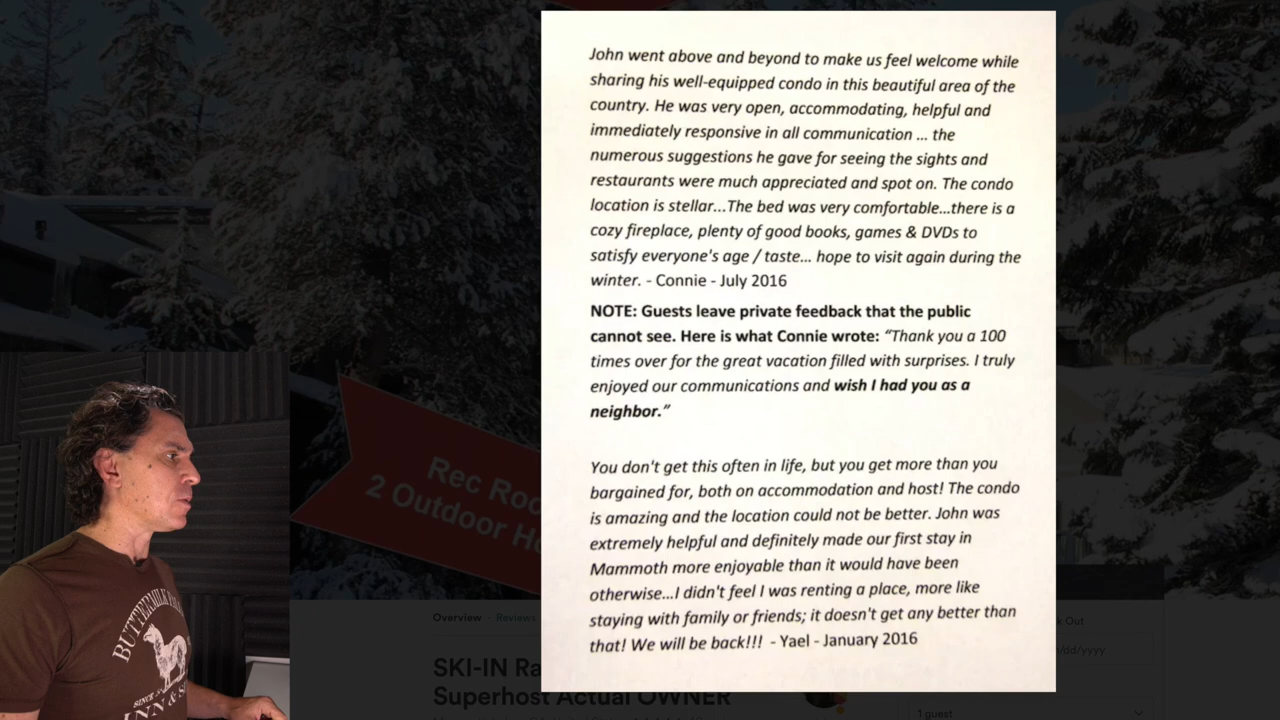 John went above and beyond to make us feel welcome while
sharing his well-equipped condo in this beautiful area of the
country. He was very open, accommodating, helpful and
immediately responsive in all communication ... the
numerous suggestions he gave for seeing the sights and
restaurants were much appreciated and spot on. The condo
location is stellar...The bed was very comfortable...there is a
cozy fireplace, plenty of good books, games & DVDs to
satisfy everyone's age / taste... hope to visit again during the
winter. - Connie - July 2016
NOTE: Guests leave private feedback that the public
cannot see. Here is what Connie wrote: “Thank you a 100
times over for the great vacation filled with surprises. I truly
enjoyed our communications and wish I had you as a
neighbor.”
You don't get this often in life, but you get more than you
bargained for, both on accommodation and host! The condo
is amazing and the location could not be better. John was
extremely helpful and definitely made our first stay in
Mammoth more enjoyable than it would have been
otherwise...I didn't feel I was renting a place, more like
staying with family or friends; it doesn't get any better than
that! We will be back!!! - Yael - January 2016
Rec Roo
2 Outdoor H
Overview - Reviews
SKI-IN Ra
Superhost Actual OWNER
k Out
m/dd/yyyy
1 guest
BUTTERMILK
SINCE
INN & S